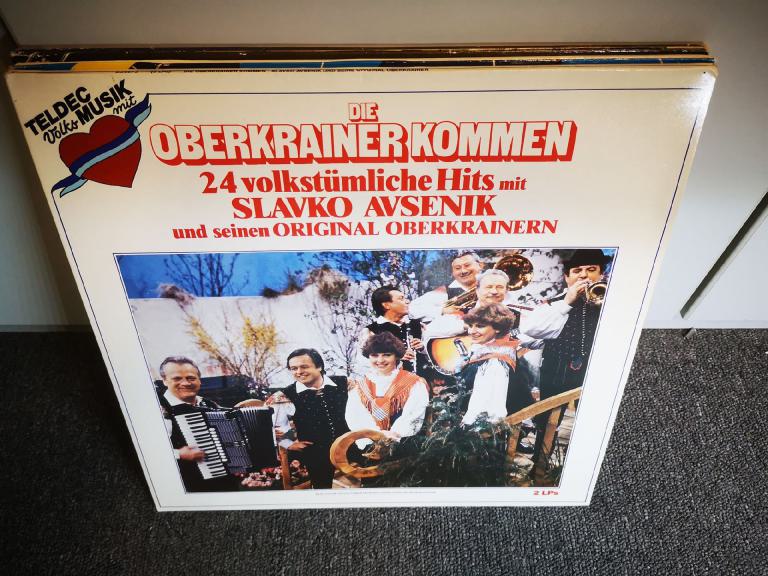 TELDEC
Volks MUSIK
mit
DIE
OBERKRAINER KOMMEN
24 volkstümliche Hits mit
SLAVKO AVSENIK
und seinen ORIGINAL OBERKRAINERN
2 LPs